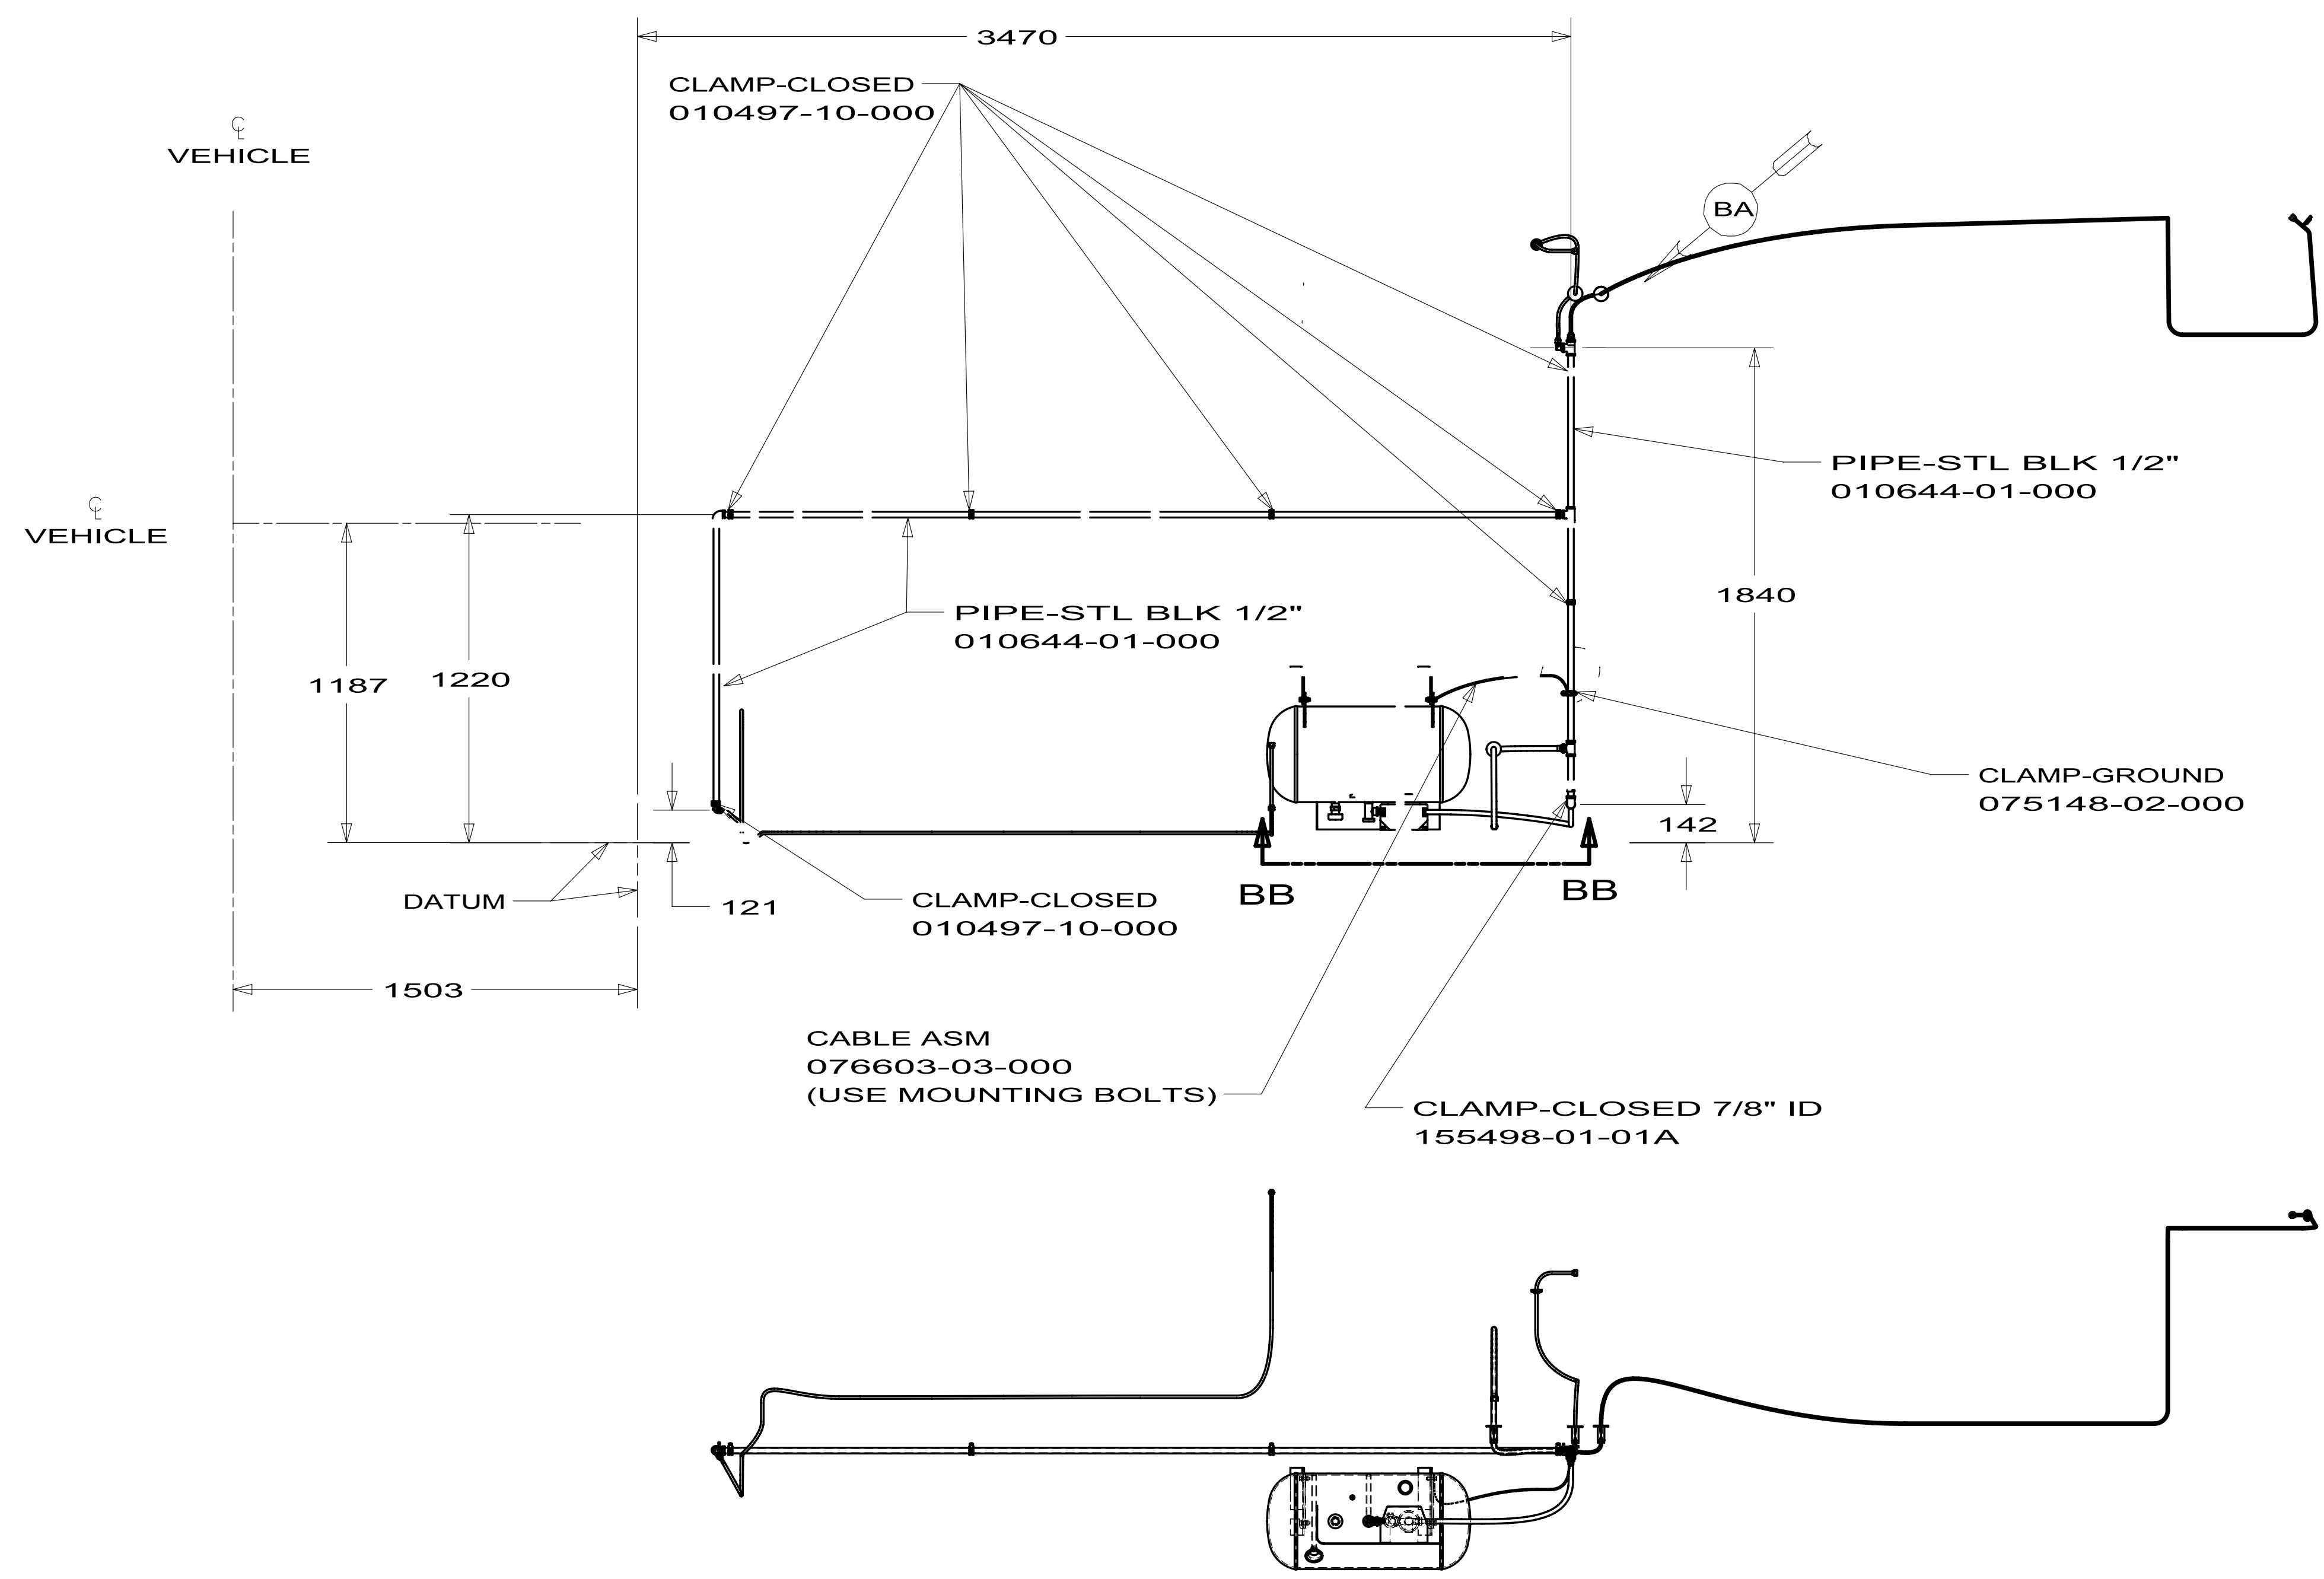 3470
CLAMP-CLOSED
010497-10-000
℄
VEHICLE
BA
PIPE-STL BLK 1/2"
010644-01-000
℄
VEHICLE
1840
PIPE-STL BLK 1/2"
010644-01-000
1187
1220
CLAMP-GROUND
075148-02-000
142
DATUM
121
CLAMP-CLOSED
010497-10-000
BB
BB
1503
CABLE ASM
076603-03-000
(USE MOUNTING BOLTS)
CLAMP-CLOSED 7/8" ID
155498-01-01A